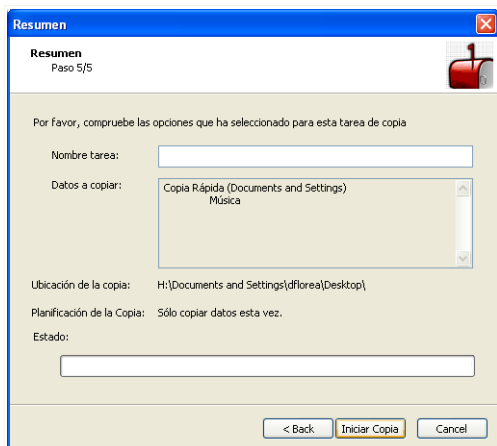 Resumen
Resumen
Paso 5/5
Por favor, compruebe las opciones que ha seleccionado para esta tarea de copia
Nombre tarea:
Datos a copiar:
Copia Rápida (Documents and Settings)
Música
Ubicación de la copia: H:\Documents and Settings\dflorea\Desktop\
Planificación de la Copia: Sólo copiar datos esta vez.
Estado:
< Back Iniciar Copia Cancel